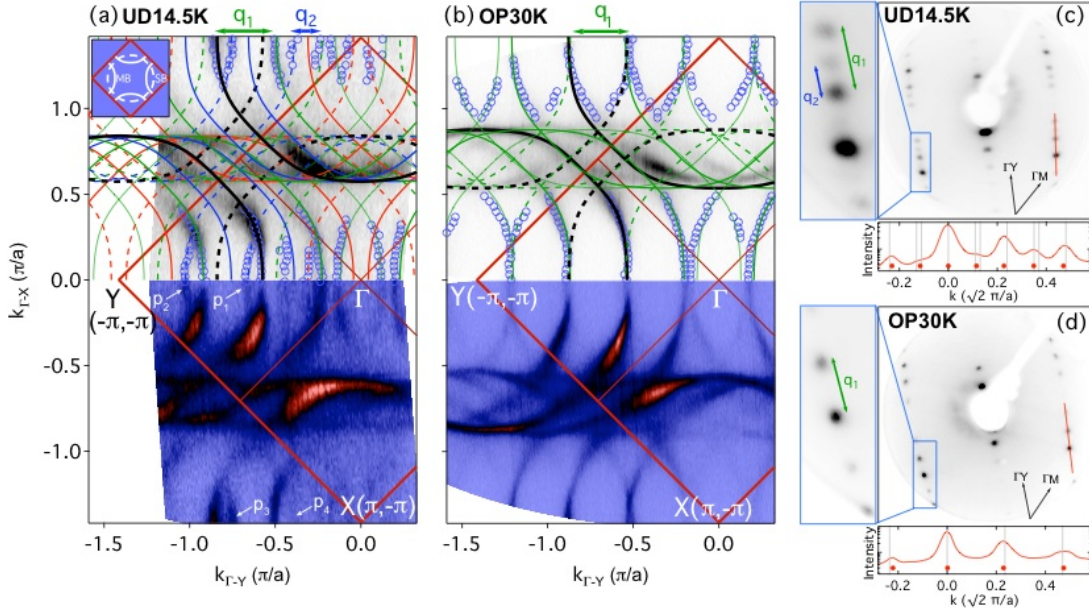 (a) UD14.5K
q1
q2
MB
SB
1.0
0.5
0.0
-0.5
-1.0
kΓ-X (π/a)
Y
(-π,-π)
p2
p1
Γ
p3
p4
X(π,-π)
-1.5
-1.0
-0.5
0.0
kΓ-Y (π/a)
(b) OP30K
q1
Y(-π,-π)
Γ
X(π,-π)
-1.5
-1.0
-0.5
0.0
kΓ-Y (π/a)
UD14.5K (c)
q1
q2
ΓY
ΓM
Intensity
-0.2 0.0 0.2 0.4
k (√2 π/a)
OP30K (d)
q1
ΓY
ΓM
Intensity
-0.2 0.0 0.2 0.4
k (√2 π/a)